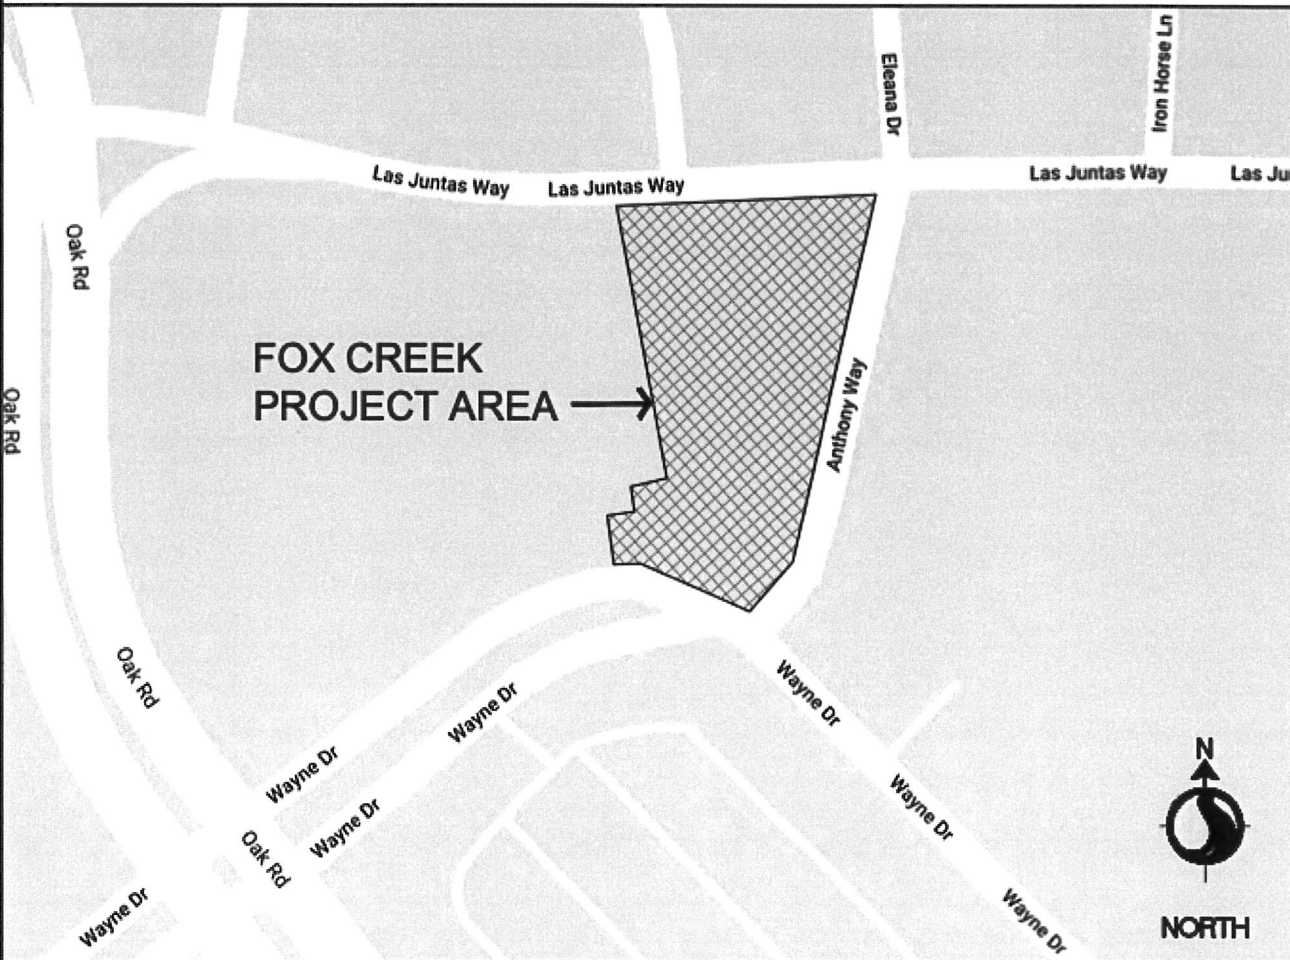 Eleana Dr
Iron Horse Ln
Las Juntas Way
Las Juntas Way
Las Juntas Way
Las Ju
Oak Rd
FOX CREEK
PROJECT AREA
Oak Rd
Anthony Way
Oak Rd
Wayne Dr
Wayne Dr
Wayne Dr
Wayne Dr
Wayne Dr
Oak Rd
Wayne Dr
Wayne Dr
N
NORTH